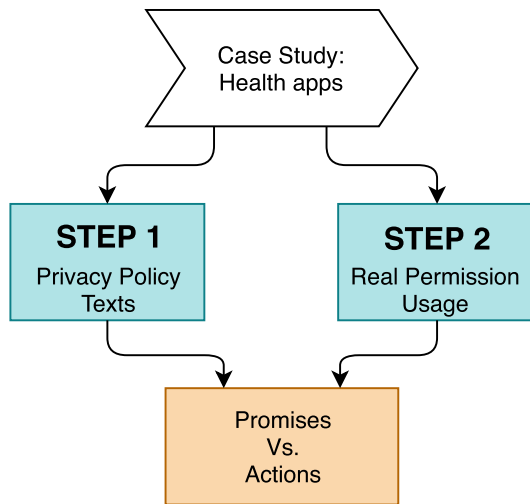 Case Study:
Health apps
STEP 1
Privacy Policy
Texts
STEP 2
Real Permission
Usage
Promises
Vs.
Actions